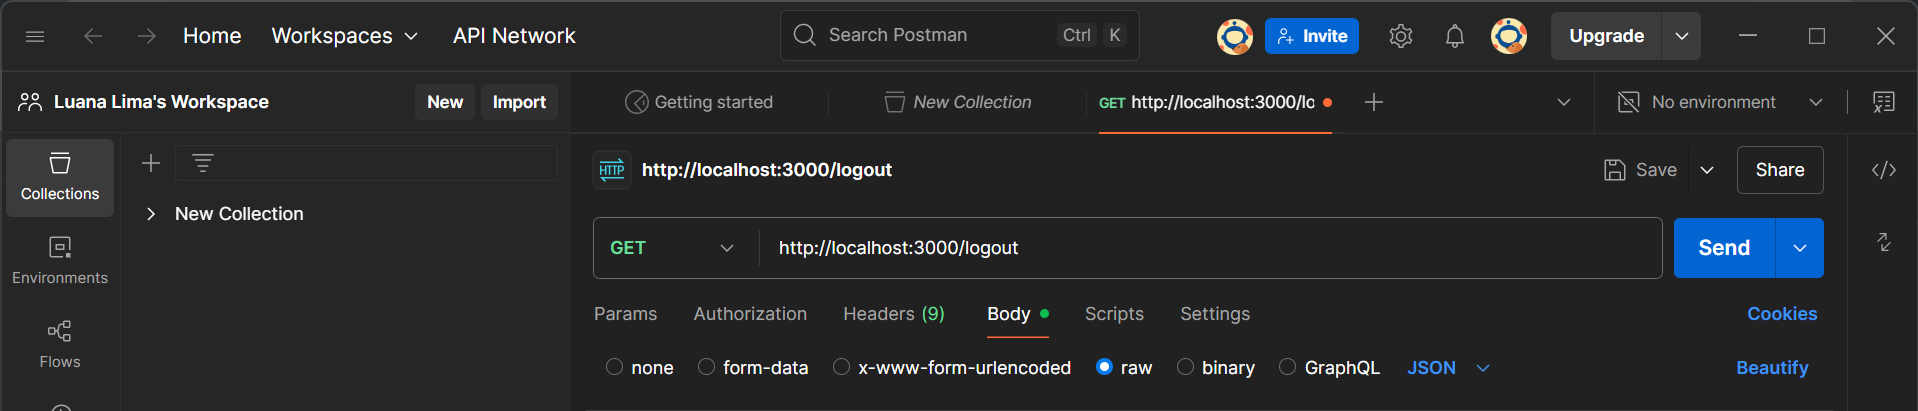 Home Workspaces API Network Search Postman Ctrl K Invite Upgrade
Luana Lima's Workspace New Import Getting started New Collection GET http://localhost:3000/lo No environment
Collections
New Collection
Environments
Flows
HTTP http://localhost:3000/logout Save Share
GET http://localhost:3000/logout Send
Params Authorization Headers (9) Body Scripts Settings Cookies
none form-data x-www-form-urlencoded raw binary GraphQL JSON Beautify